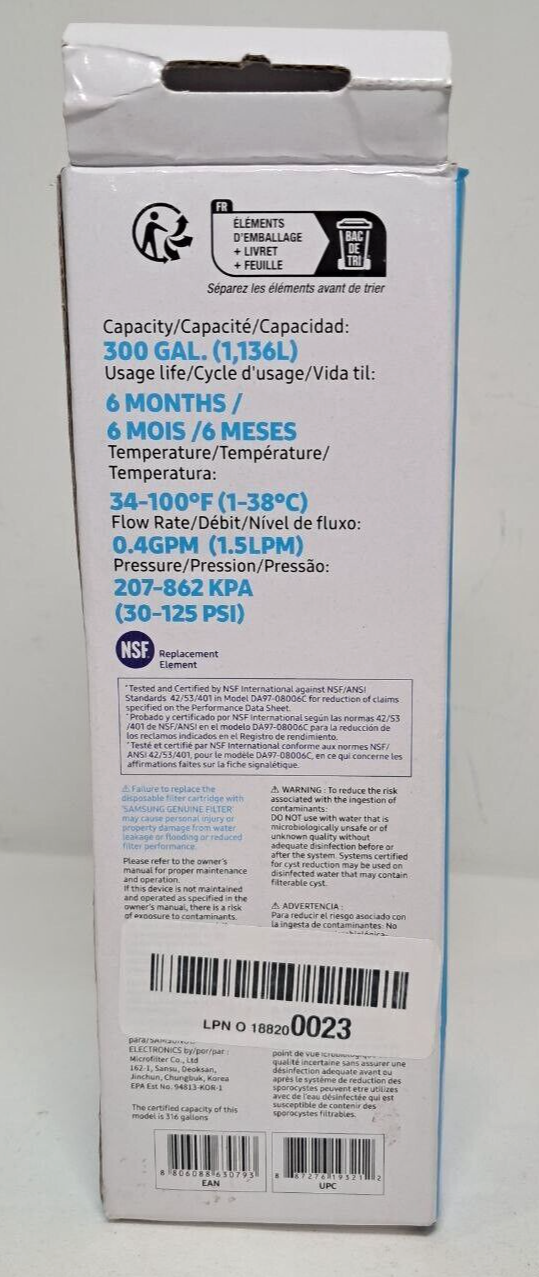 FR
ÉLÉMENTS
D'EMBALLAGE
+ LIVRET
+ FEUILLE
BAC
DE
TRI
Séparez les éléments avant de trier
Capacity/Capacité/Capacidad:
300 GAL. (1,136L)
Usage life/Cycle d'usage/Vida til:
6 MONTHS /
6 MOIS /6 MESES
Temperature/Température/
Temperatura:
34-100°F (1-38°C)
Flow Rate/Débit/Nível de fluxo:
0.4GPM (1.5LPM)
Pressure/Pression/Pressão:
207-862 KPA
(30-125 PSI)
NSF
Replacement
Element
*Tested and Certified by NSF International against NSF/ANSI
Standards 42/53/401 in Model DA97-08006C for reduction of claims
specified on the Performance Data Sheet.
*Probado y certificado por NSF International según las normas 42/53
/401 de NSF/ANSI en el modelo DA97-08006C para la reducción de
los reclamos indicados en el Registro de rendimiento.
*Testé et certifié par NSF International conforme aux normes NSF/
ANSI 42/53/401, pour le modèle DA97-08006C, en ce qui concerne les
affirmations faites sur la fiche signalétique.
⚠ Failure to replace the
disposable filter cartridge with
'SAMSUNG GENUINE FILTER'
may cause personal injury or
property damage from water
leakage or flooding or reduced
filter performance.
Please refer to the owner's
manual for proper maintenance
and operation.
If this device is not maintained
and operated as specified in the
owner's manual, there is a risk
of exposure to contaminants.
⚠ WARNING : To reduce the risk
associated with the ingestion of
contaminants:
DO NOT use with water that is
microbiologically unsafe or of
unknown quality without
adequate disinfection before or
after the system. Systems certified
for cyst reduction may be used on
disinfected water that may contain
filterable cyst.
⚠ ADVERTENCIA :
Para reducir el riesgo asociado con
la ingesta de contaminantes: No
LPN O 188200023
para/SAMSUNG
ELECTRONICS by/por/par :
Microfilter Co., Ltd
162-1, Sansu, Deoksan,
Jinchun, Chungbuk, Korea
EPA Est No. 94813-KOR-1
The certified capacity of this
model is 316 gallons
point de vue
qualité incertaine sans assurer une
désinfection adequate avant ou
après le système de reduction des
sporocystes peuvent etre utilizes
avec de l'eau désinfectée qui est
susceptible de contenir des
sporocystes filtrables.
8 806088 630793
EAN
8 87276 19321 2
UPC